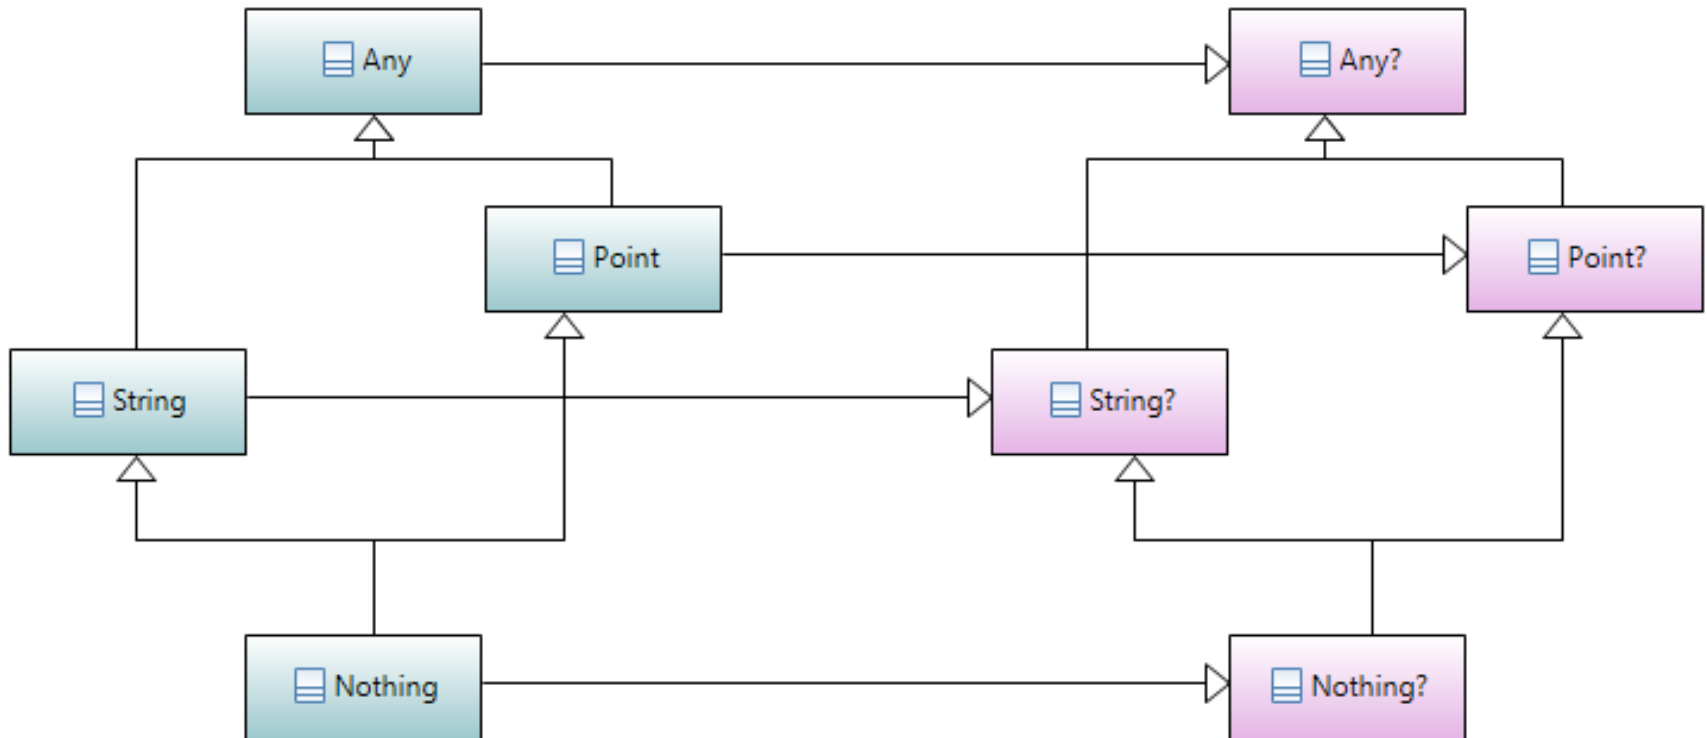 Any
Any?
Point
Point?
String
String?
Nothing
Nothing?